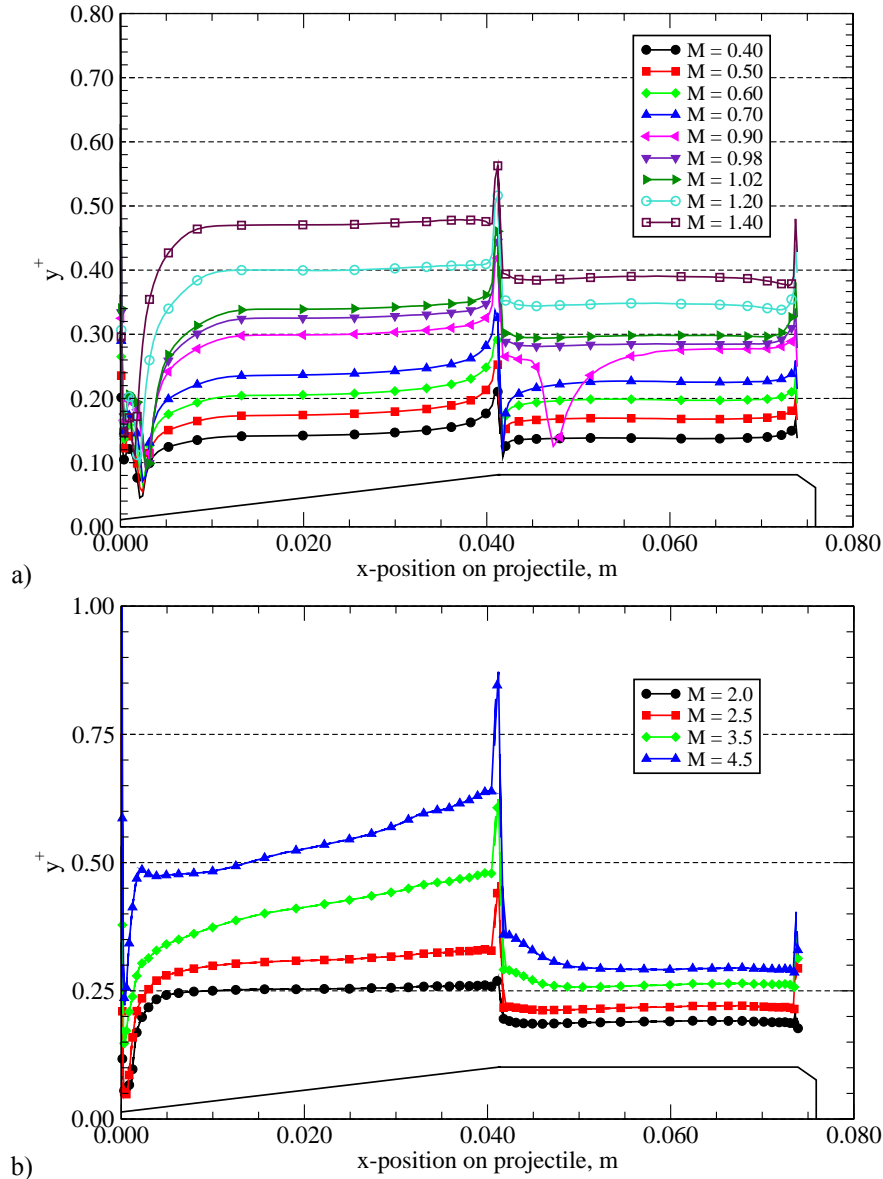 0.80
0.70
0.60
0.50
0.40
0.30
0.20
0.10
0.00
y+
M = 0.40
M = 0.50
M = 0.60
M = 0.70
M = 0.90
M = 0.98
M = 1.02
M = 1.20
M = 1.40
0.000 0.020 0.040 0.060 0.080
x-position on projectile, m
a)
1.00
0.75
0.50
0.25
0.00
y+
M = 2.0
M = 2.5
M = 3.5
M = 4.5
0.000 0.020 0.040 0.060 0.080
x-position on projectile, m
b)